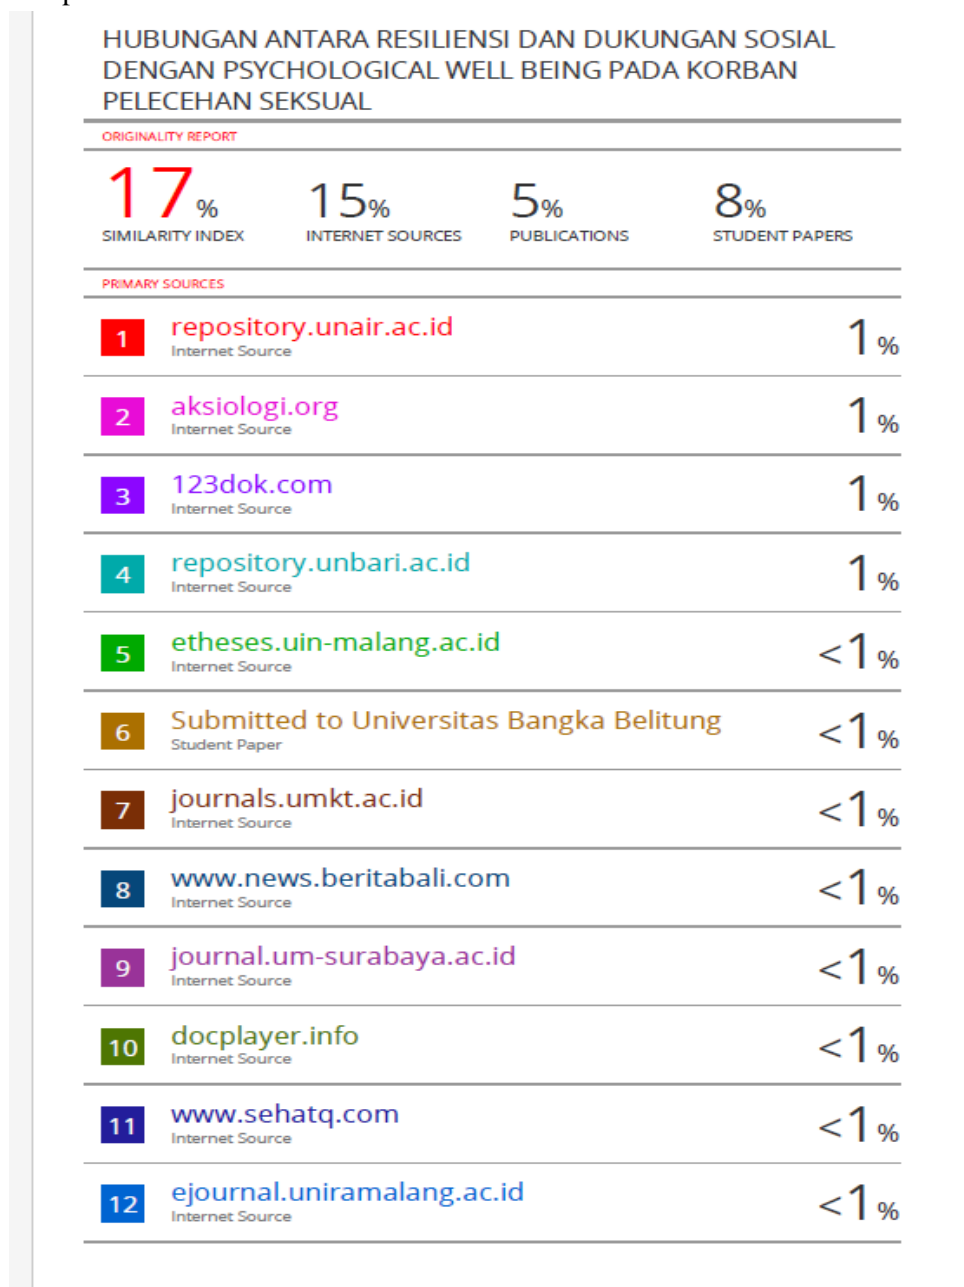 HUBUNGAN ANTARA RESILIENSI DAN DUKUNGAN SOSIAL
DENGAN PSYCHOLOGICAL WELL BEING PADA KORBAN
PELECEHAN SEKSUAL
ORIGINALITY REPORT
17% 15% 5% 8%
SIMILARITY INDEX INTERNET SOURCES PUBLICATIONS STUDENT PAPERS
PRIMARY SOURCES
1 repository.unair.ac.id 1%
Internet Source
2 aksiologi.org 1%
Internet Source
3 123dok.com 1%
Internet Source
4 repository.unbari.ac.id 1%
Internet Source
5 etheses.uin-malang.ac.id <1%
Internet Source
6 Submitted to Universitas Bangka Belitung <1%
Student Paper
7 journals.umkt.ac.id <1%
Internet Source
8 www.news.beritabali.com <1%
Internet Source
9 journal.um-surabaya.ac.id <1%
Internet Source
10 docplayer.info <1%
Internet Source
11 www.sehatq.com <1%
Internet Source
12 ejournal.uniramalang.ac.id <1%
Internet Source